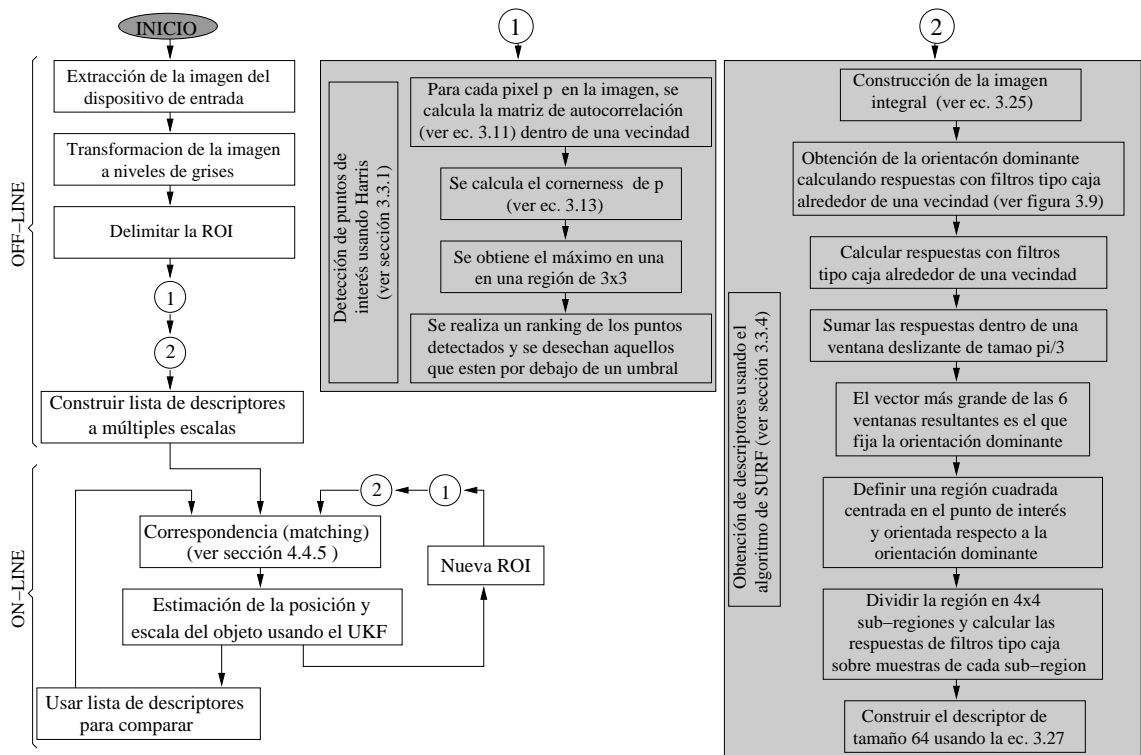 INICIO
Extracción de la imagen del
dispositivo de entrada
Transformacion de la imagen
a niveles de grises
Delimitar la ROI
1
2
Construir lista de descriptores
a múltiples escalas
OFF−LINE
ON−LINE
2
1
Correspondencia (matching)
(ver sección 4.4.5 )
Nueva ROI
Estimación de la posición y
escala del objeto usando el UKF
Usar lista de descriptores
para comparar
1
Detección de puntos de
interés usando Harris
(ver sección 3.3.1)
Para cada pixel p en la imagen, se
calcula la matriz de autocorrelación
(ver ec. 3.11) dentro de una vecindad
Se calcula el cornerness de p
(ver ec. 3.13)
Se obtiene el máximo en una
en una región de 3x3
Se realiza un ranking de los puntos
detectados y se desechan aquellos
que esten por debajo de un umbral
2
Obtención de descriptores usando el
algoritmo de SURF (ver sección 3.3.4)
Construcción de la imagen
integral (ver ec. 3.25)
Obtención de la orientacón dominante
calculando respuestas con filtros tipo caja
alrededor de una vecindad (ver figura 3.9)
Calcular respuestas con filtros
tipo caja alrededor de una vecindad
Sumar las respuestas dentro de una
ventana deslizante de tamao pi/3
El vector más grande de las 6
ventanas resultantes es el que
fija la orientación dominante
Definir una región cuadrada
centrada en el punto de interés
y orientada respecto a la
orientación dominante
Dividir la región en 4x4
sub−regiones y calcular las
respuestas de filtros tipo caja
sobre muestras de cada sub−region
Construir el descriptor de
tamaño 64 usando la ec. 3.27